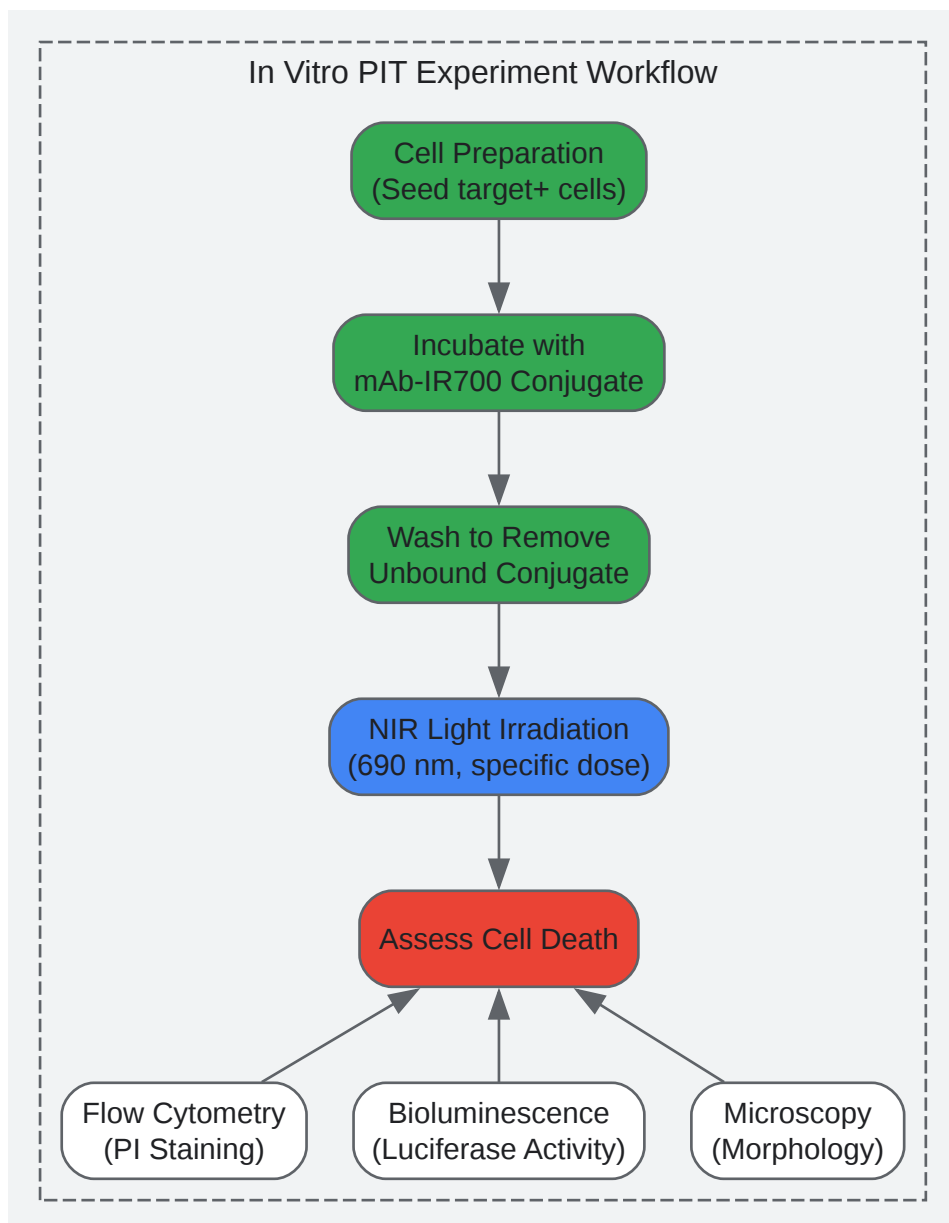 In Vitro PIT Experiment Workflow
Cell Preparation
(Seed target+ cells)
Incubate with
mAb-IR700 Conjugate
Wash to Remove
Unbound Conjugate
NIR Light Irradiation
(690 nm, specific dose)
Assess Cell Death
Flow Cytometry
(PI Staining)
Bioluminescence
(Luciferase Activity)
Microscopy
(Morphology)